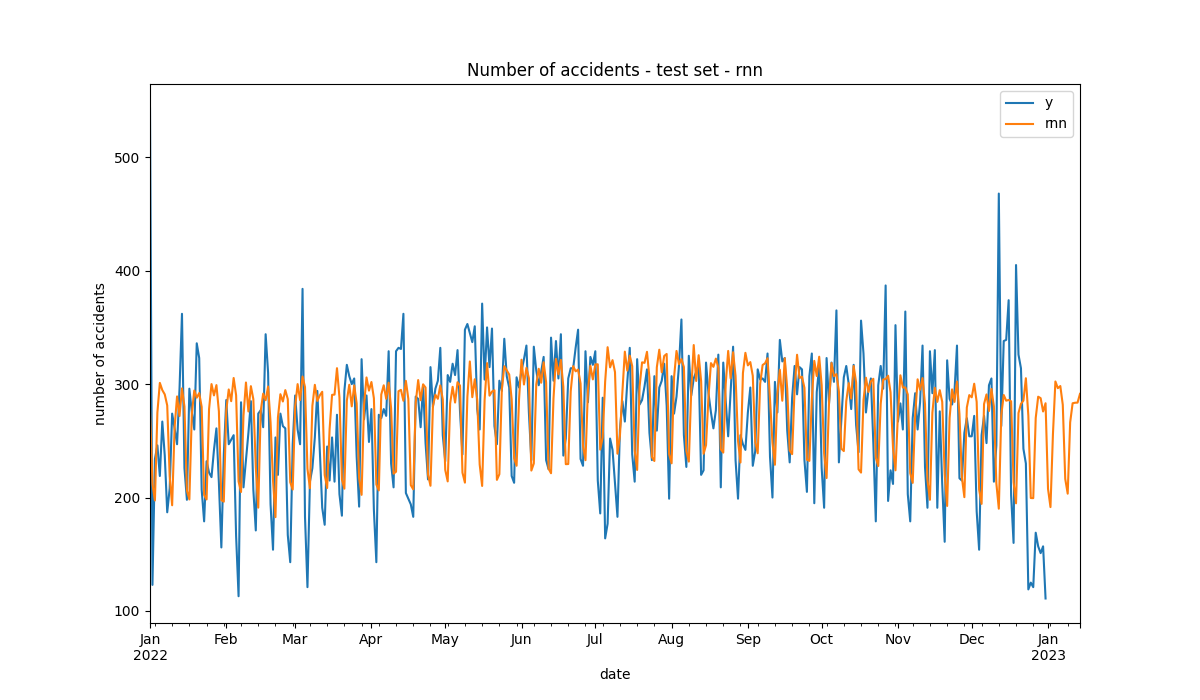 Number of accidents - test set - rnn
y
rnn
500
400
300
200
100
number of accidents
Jan Feb Mar Apr May Jun Jul Aug Sep Oct Nov Dec Jan
2022 2023
date